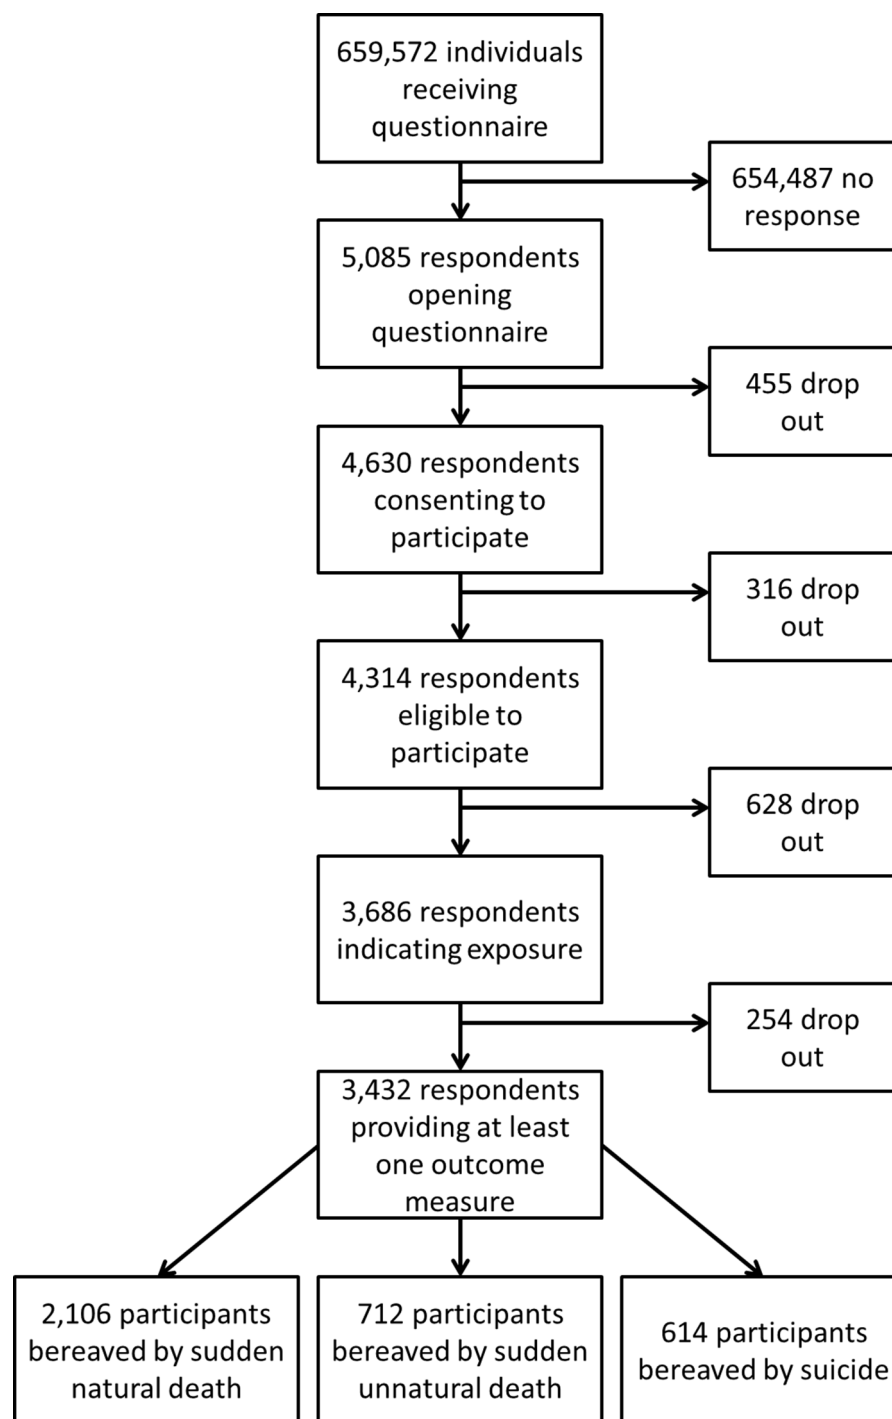 659,572 individuals
receiving
questionnaire
654,487 no
response
5,085 respondents
opening
questionnaire
455 drop
out
4,630 respondents
consenting to
participate
316 drop
out
4,314 respondents
eligible to
participate
628 drop
out
3,686 respondents
indicating exposure
254 drop
out
3,432 respondents
providing at least
one outcome
measure
2,106 participants
bereaved by sudden
natural death
712 participants
bereaved by sudden
unnatural death
614 participants
bereaved by suicide